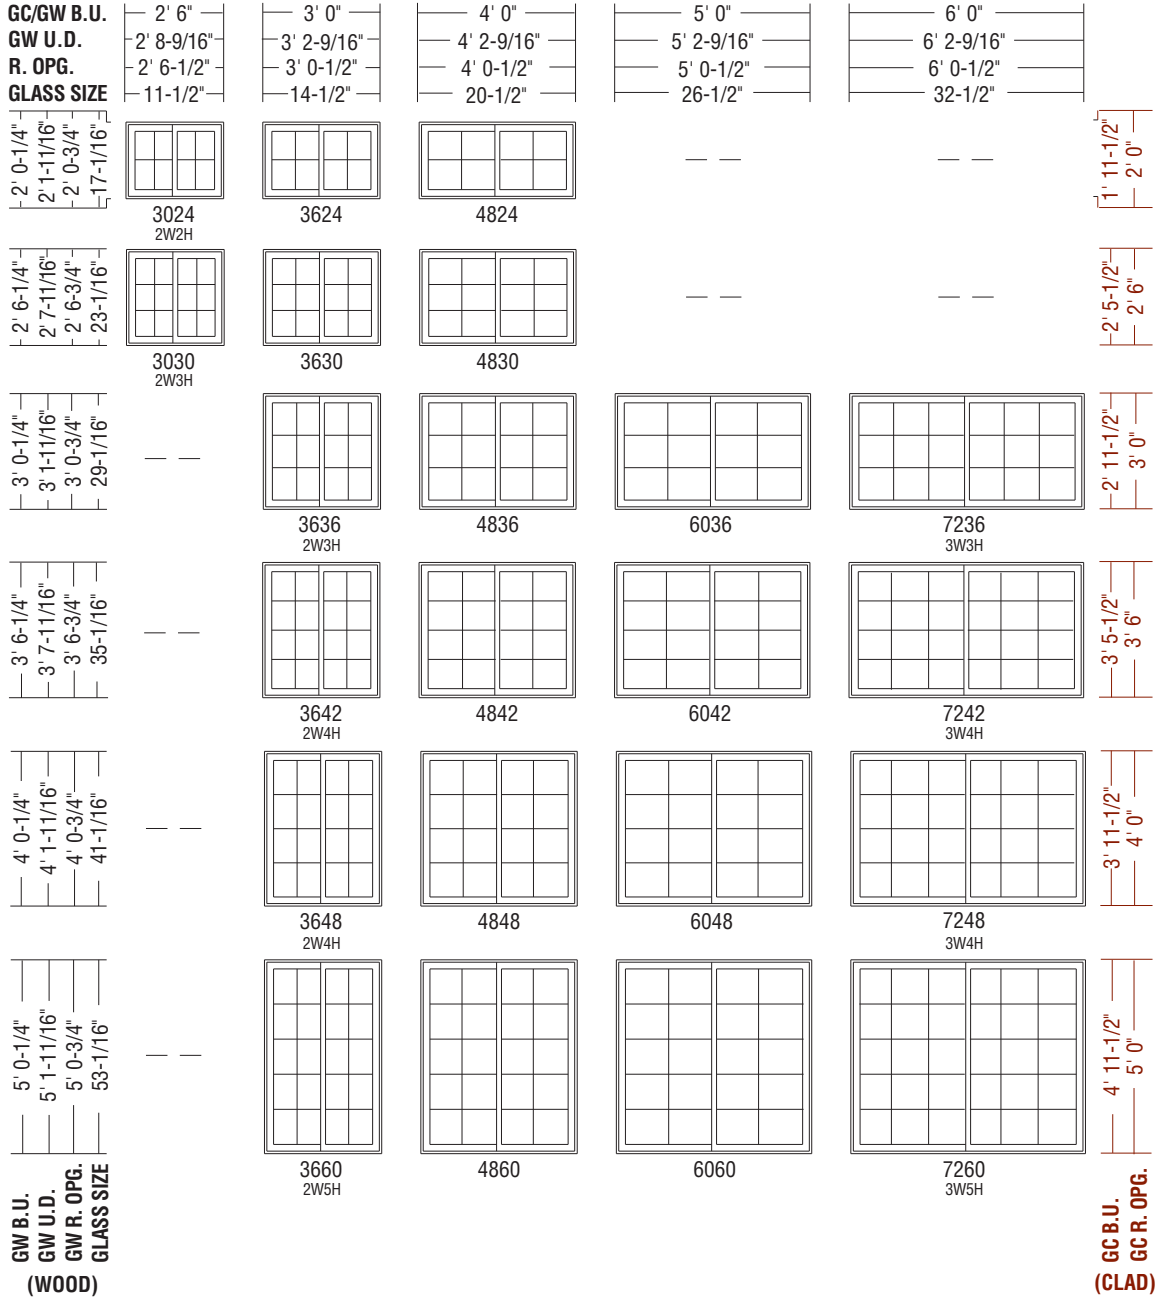 GC/GW B.U. 2' 6" 3' 0" 4' 0" 5' 0" 6' 0"
GW U.D. 2' 8-9/16" 3' 2-9/16" 4' 2-9/16" 5' 2-9/16" 6' 2-9/16"
R. OPG. 2' 6-1/2" 3' 0-1/2" 4' 0-1/2" 5' 0-1/2" 6' 0-1/2"
GLASS SIZE 11-1/2" 14-1/2" 20-1/2" 26-1/2" 32-1/2"
2' 0-1/4"
2' 1-11/16"
2' 0-3/4"
17-1/16"
1' 11-1/2"
2' 0"
3024 3624 4824
2W2H
2' 6-1/4"
2' 7-11/16"
2' 6-3/4"
23-1/16"
2' 5-1/2"
2' 6"
3030 3630 4830
2W3H
3' 0-1/4"
3' 1-11/16"
3' 0-3/4"
29-1/16"
2' 11-1/2"
3' 0"
3636 4836 6036 7236
2W3H 3W3H
3' 6-1/4"
3' 7-11/16"
3' 6-3/4"
35-1/16"
3' 5-1/2"
3' 6"
3642 4842 6042 7242
2W4H 3W4H
4' 0-1/4"
4' 1-11/16"
4' 0-3/4"
41-1/16"
3' 11-1/2"
4' 0"
3648 4848 6048 7248
2W4H 3W4H
5' 0-1/4"
5' 1-11/16"
5' 0-3/4"
53-1/16"
4' 11-1/2"
5' 0"
3660 4860 6060 7260
2W5H 3W5H
GW B.U.
GW U.D.
GW R. OPG.
GLASS SIZE
(WOOD)
GC B.U.
GC R. OPG.
(CLAD)